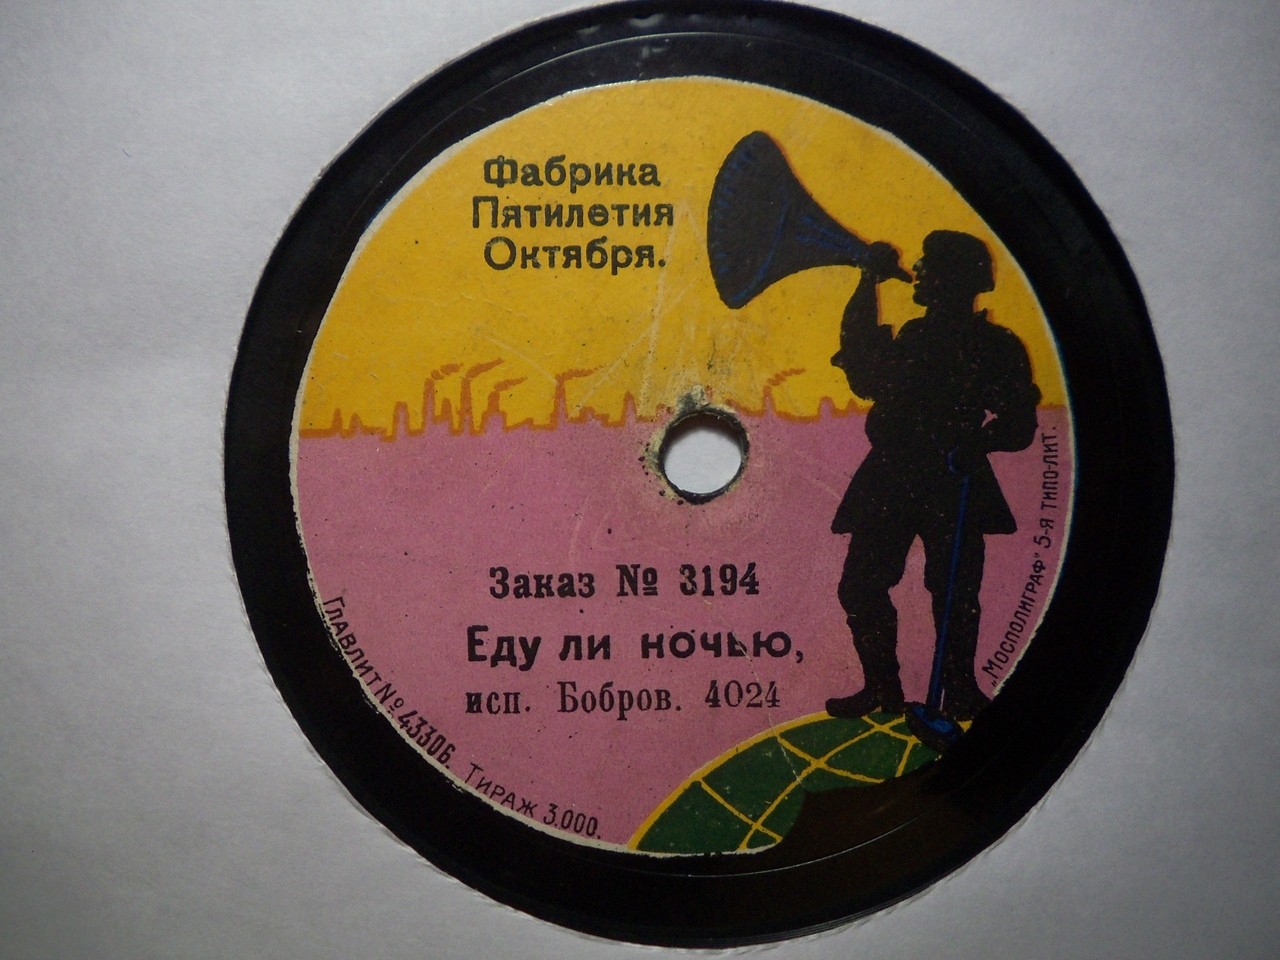 Фабрика
Пятилетия
Октября.
Заказ № 3194
Еду ли ночью,
исп. Бобров. 4024
Главлит № 43306. Тираж 3.000.
„Мосполиграф" 5-я типо-лит.